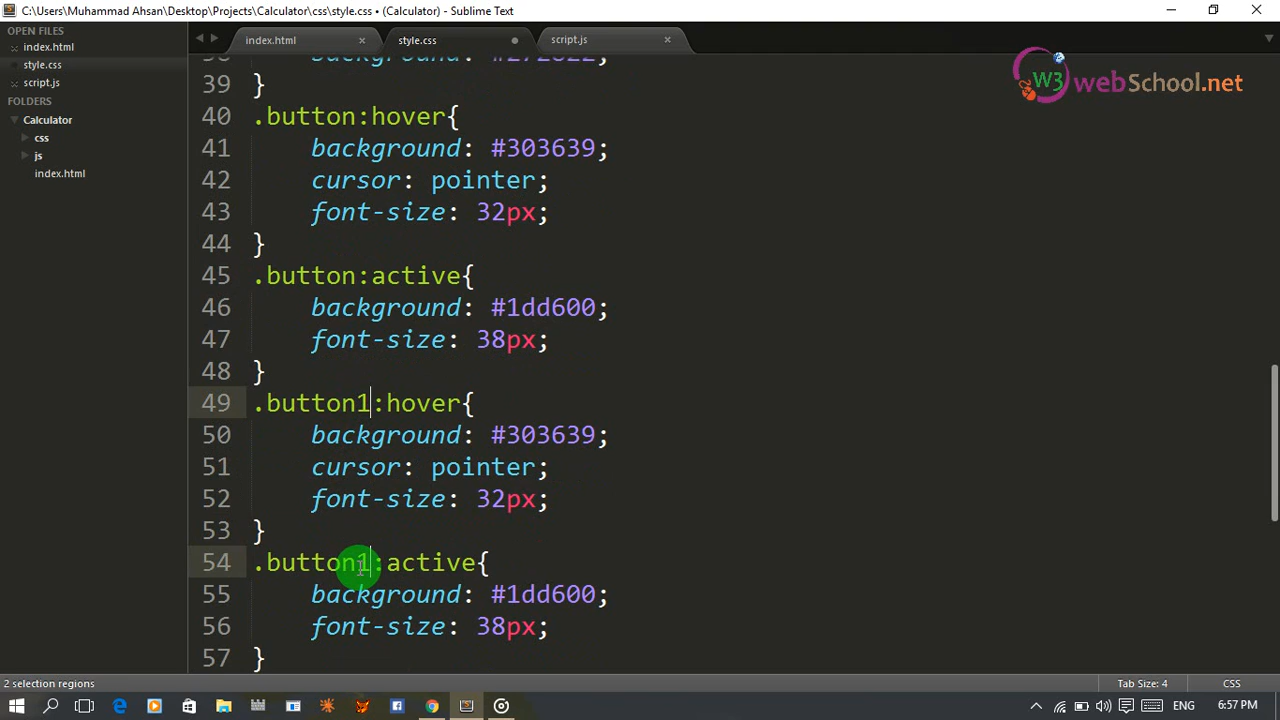 C:\Users\Muhammad Ahsan\Desktop\Projects\Calculator\css\style.css • (Calculator) - Sublime Text
OPEN FILES
index.html
style.css
script.js
FOLDERS
Calculator
css
js
index.html
index.html ×
style.css
script.js ×
W3 webSchool.net
39 }
40 .button:hover{
41 background: #303639;
42 cursor: pointer;
43 font-size: 32px;
44 }
45 .button:active{
46 background: #1dd600;
47 font-size: 38px;
48 }
49 .button1:hover{
50 background: #303639;
51 cursor: pointer;
52 font-size: 32px;
53 }
54 .button1:active{
55 background: #1dd600;
56 font-size: 38px;
57 }
2 selection regions
Tab Size: 4
CSS
ENG
6:57 PM